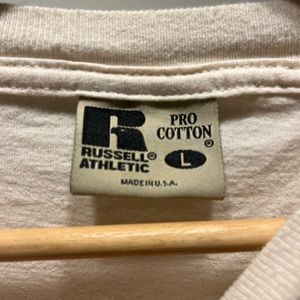 PRO
COTTON®
R
RUSSELL®
ATHLETIC
L
MADE IN U.S.A.